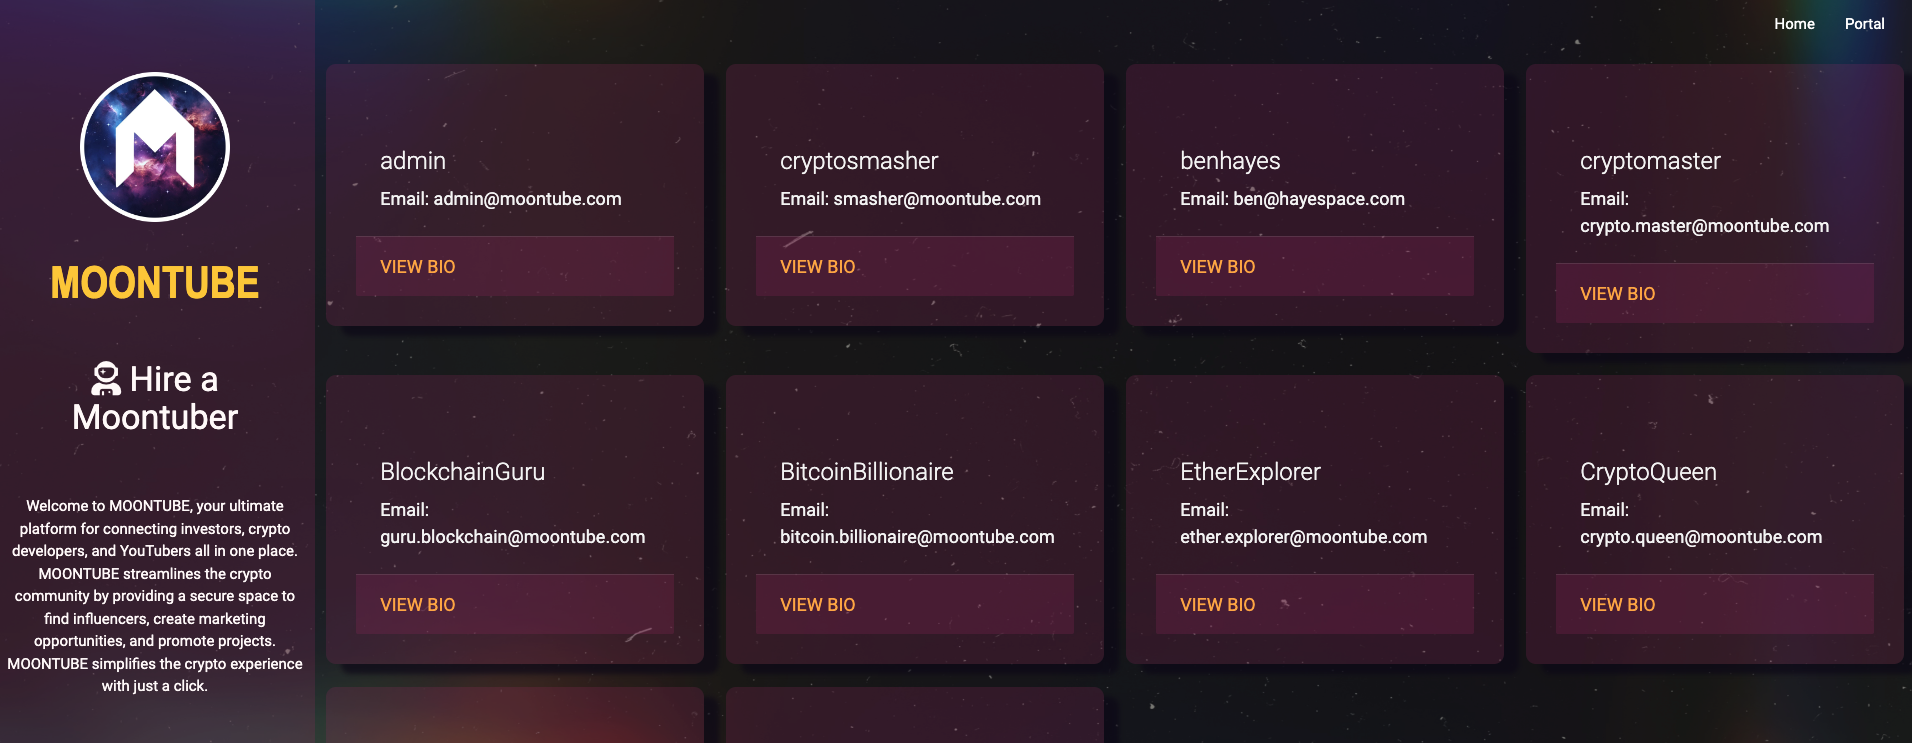 Home Portal
MOONTUBE
Hire a
Moontuber
Welcome to MOONTUBE, your ultimate
platform for connecting investors, crypto
developers, and YouTubers all in one place.
MOONTUBE streamlines the crypto
community by providing a secure space to
find influencers, create marketing
opportunities, and promote projects.
MOONTUBE simplifies the crypto experience
with just a click.
admin
Email: admin@moontube.com
VIEW BIO
cryptosmasher
Email: smasher@moontube.com
VIEW BIO
benhayes
Email: ben@hayespace.com
VIEW BIO
cryptomaster
Email:
crypto.master@moontube.com
VIEW BIO
BlockchainGuru
Email:
guru.blockchain@moontube.com
VIEW BIO
BitcoinBillionaire
Email:
bitcoin.billionaire@moontube.com
VIEW BIO
EtherExplorer
Email:
ether.explorer@moontube.com
VIEW BIO
CryptoQueen
Email:
crypto.queen@moontube.com
VIEW BIO